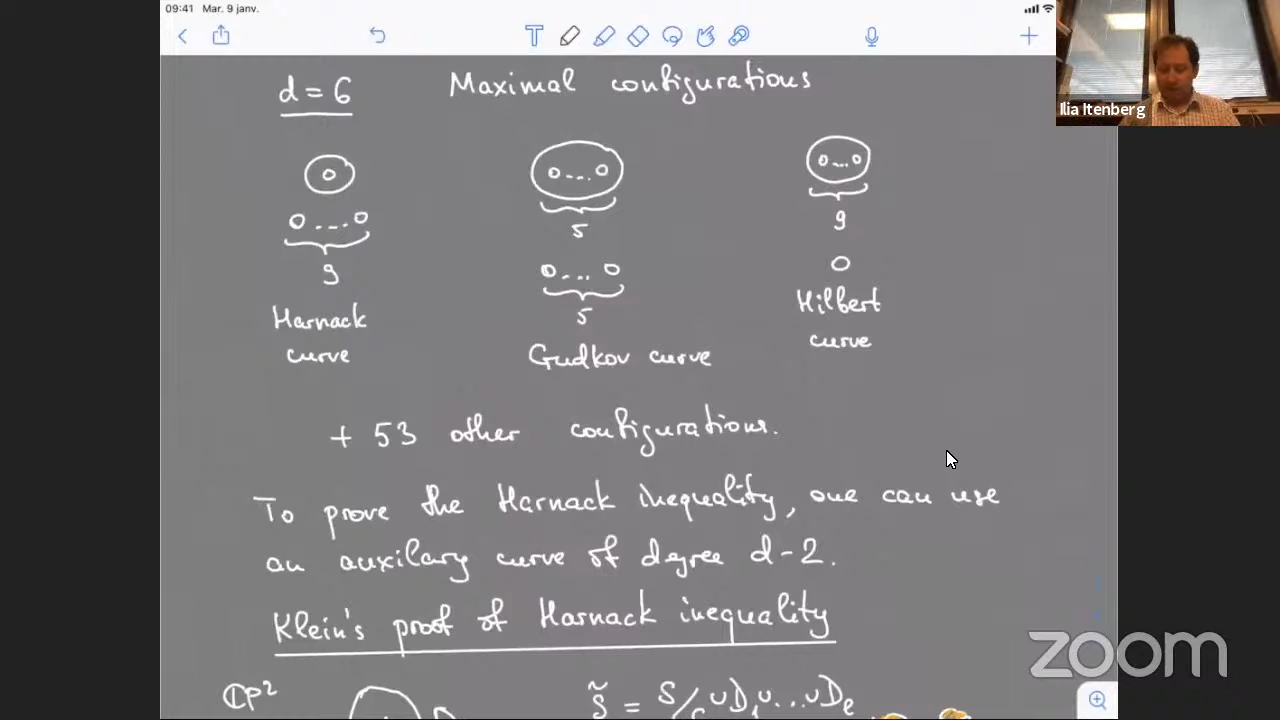 09:41 Mar. 9 janv.
Ilia Itenberg
d = 6 Maximal configurations
o
o...o
9
Harnack
curve
o...o
5
o...o
5
Gudkov curve
o...o
9
o
Hilbert
curve
+ 53 other configurations.
To prove the Harnack inequality, one can use
an auxilary curve of degree d-2.
Klein's proof of Harnack inequality
ℂP²
S̃ = S/c ∪ D₁ ∪ ... ∪ Dₑ
zoom